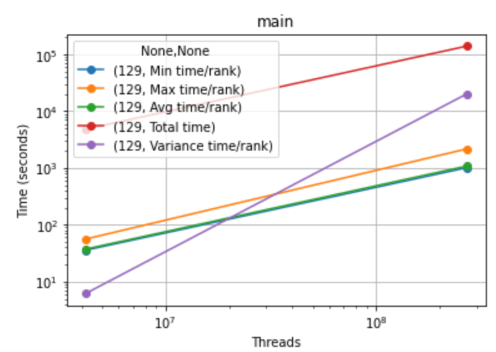 main
None,None
(129, Min time/rank)
(129, Max time/rank)
(129, Avg time/rank)
(129, Total time)
(129, Variance time/rank)
Time (seconds)
10⁵
10⁴
10³
10²
10¹
10⁷
10⁸
Threads